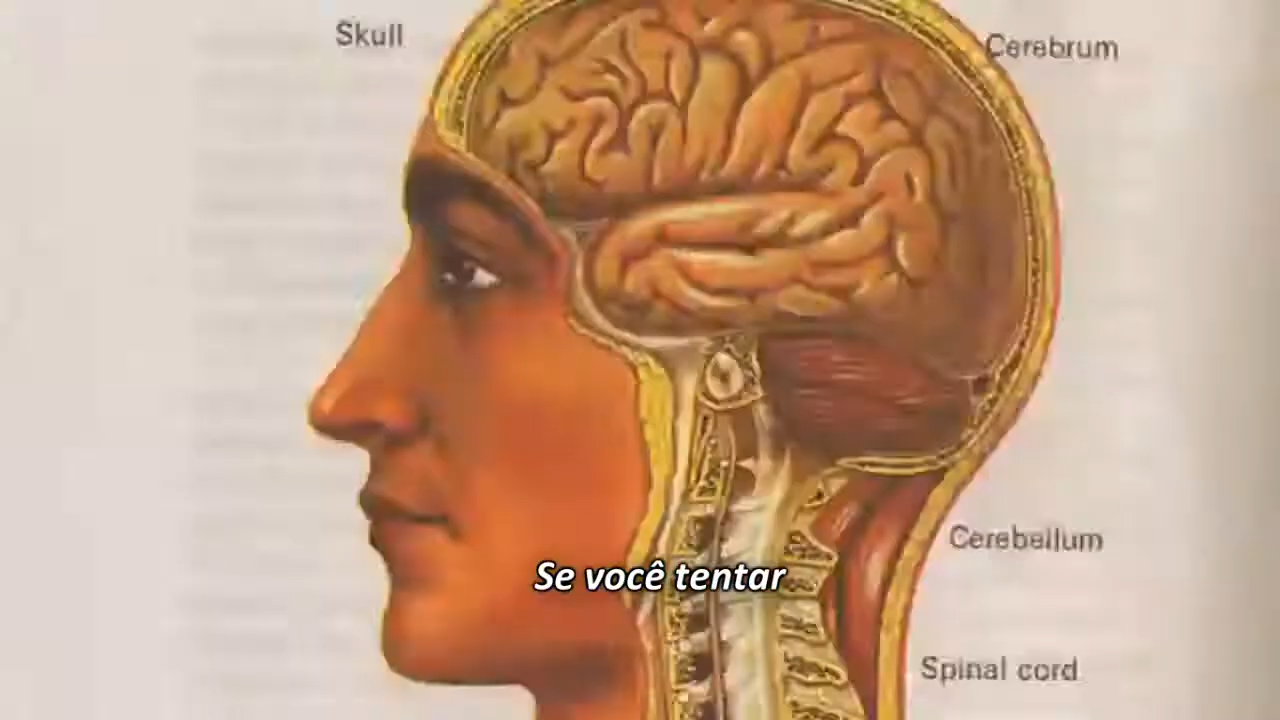 Skull
Cerebrum
Cerebellum
Se você tentar
Spinal cord